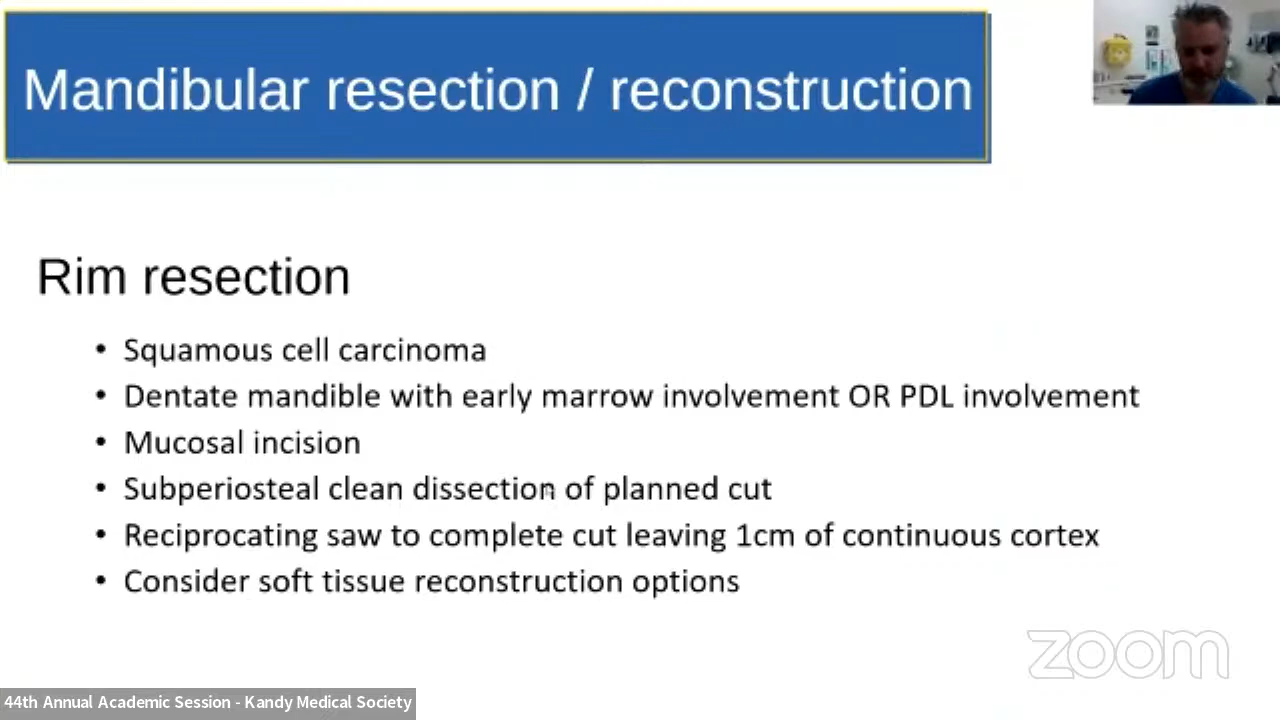 Mandibular resection / reconstruction
Rim resection
• Squamous cell carcinoma
• Dentate mandible with early marrow involvement OR PDL involvement
• Mucosal incision
• Subperiosteal clean dissection of planned cut
• Reciprocating saw to complete cut leaving 1cm of continuous cortex
• Consider soft tissue reconstruction options
zoom
44th Annual Academic Session - Kandy Medical Society